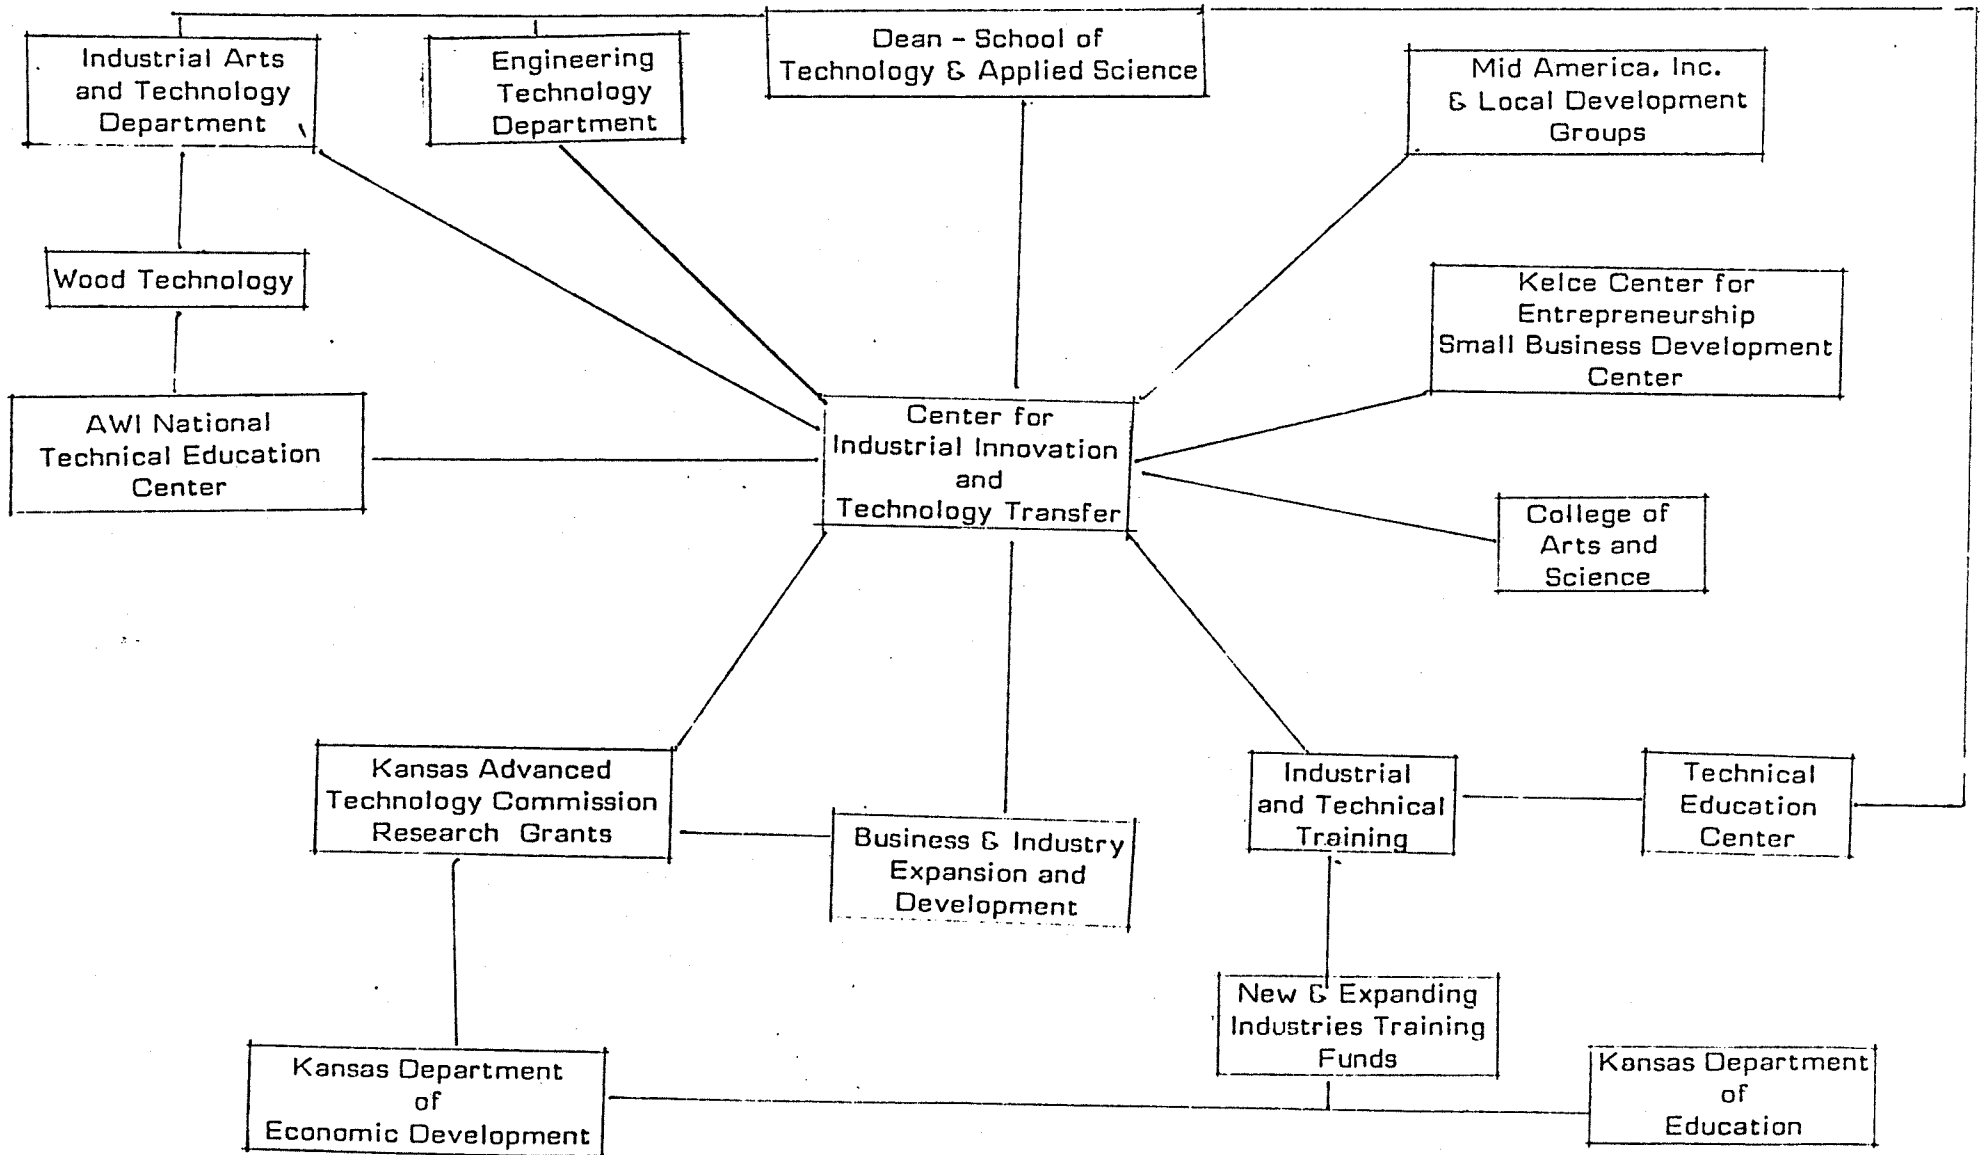 Dean - School of
Technology & Applied Science
Industrial Arts
and Technology
Department
Engineering
Technology
Department
Mid America, Inc.
& Local Development
Groups
Wood Technology
Kelce Center for
Entrepreneurship
Small Business Development
Center
AWI National
Technical Education
Center
Center for
Industrial Innovation
and
Technology Transfer
College of
Arts and
Science
Kansas Advanced
Technology Commission
Research Grants
Business & Industry
Expansion and
Development
Industrial
and Technical
Training
Technical
Education
Center
New & Expanding
Industries Training
Funds
Kansas Department
of
Economic Development
Kansas Department
of
Education